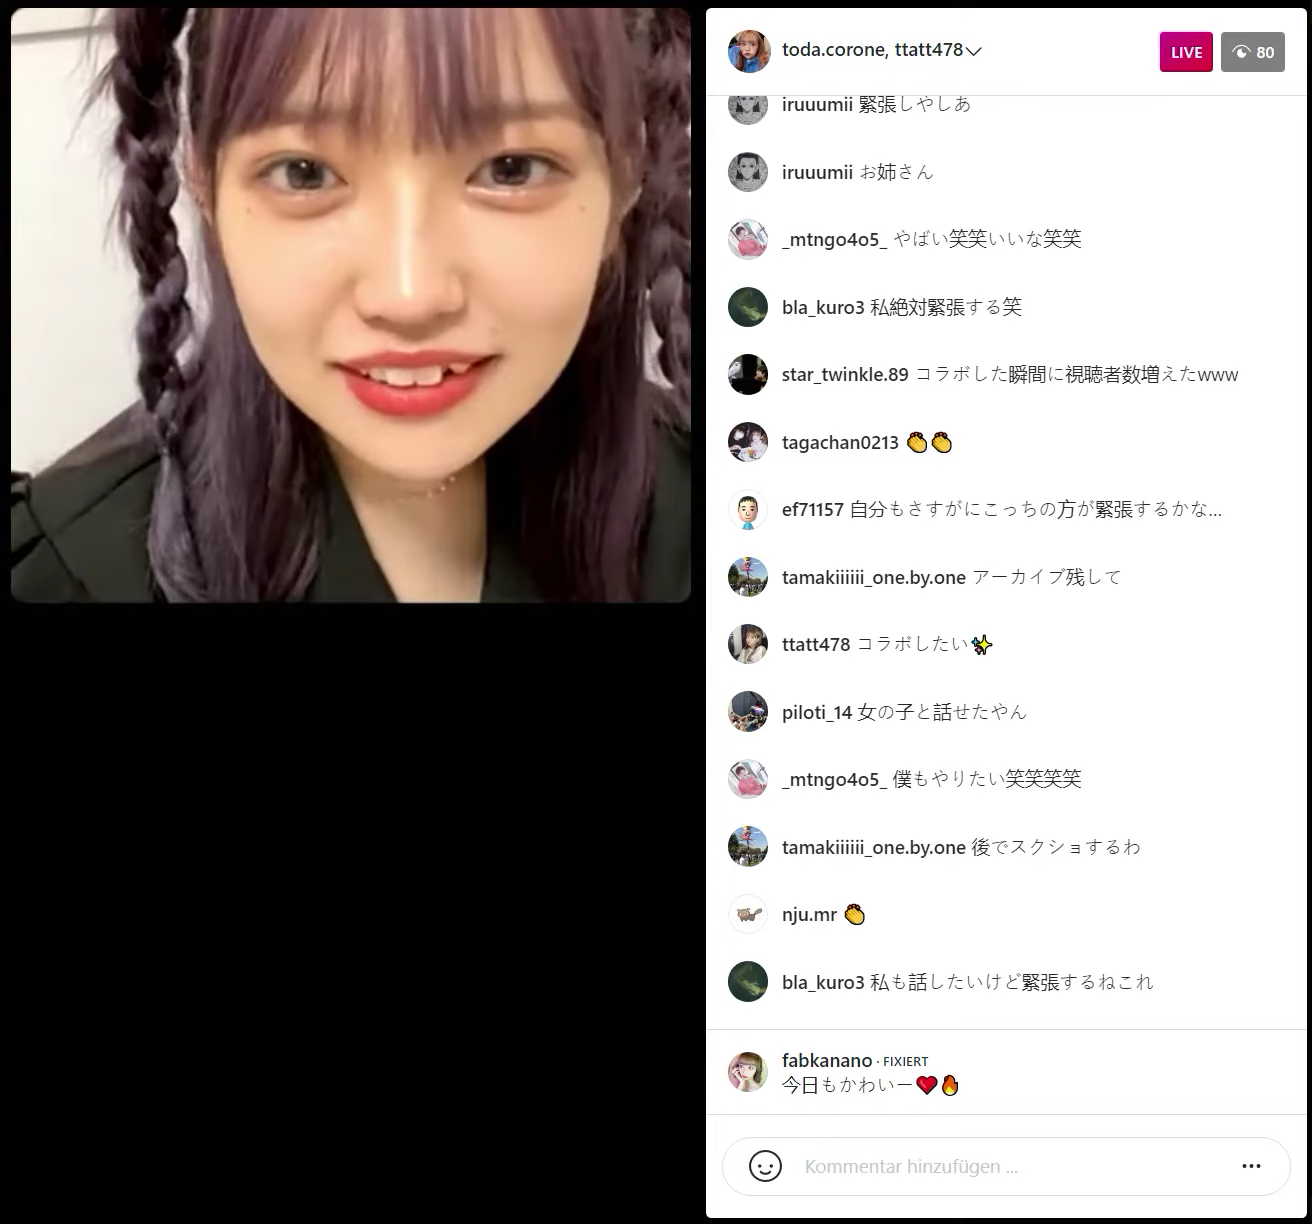 toda.corone, ttatt478
LIVE
80
iruuumii 緊張しやしあ
iruuumii お姉さん
_mtngo4o5_ やばい笑笑いいな笑笑
bla_kuro3 私絶対緊張する笑
star_twinkle.89 コラボした瞬間に視聴者数増えたwww
tagachan0213 👏👏
ef71157 自分もさすがにこっちの方が緊張するかな...
tamakiiiiii_one.by.one アーカイブ残して
ttatt478 コラボしたい✨
piloti_14 女の子と話せたやん
_mtngo4o5_ 僕もやりたい笑笑笑笑
tamakiiiiii_one.by.one 後でスクショするわ
nju.mr 👏
bla_kuro3 私も話したいけど緊張するねこれ
fabkanano · FIXIERT
今日もかわいー❤🔥
Kommentar hinzufügen ...